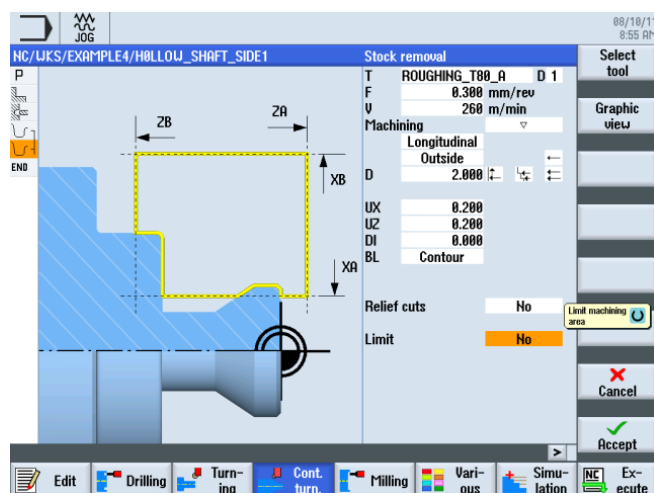 JOG
08/10/1
8:55 AM
NC/WKS/EXAMPLE4/HOLLOW_SHAFT_SIDE1
Stock removal
Select
tool
P
T ROUGHING_T80_A D 1
F 0.300 mm/rev
V 260 m/min
Machining ▽
Longitudinal
Outside ←
D 2.000
UX 0.200
UZ 0.200
DI 0.000
BL Contour
Relief cuts No
Limit No
END
ZB
ZA
XB
XA
Graphic
view
Limit machining
area
Cancel
Accept
>
Edit
Drilling
Turn-
ing
Cont.
turn.
Milling
Vari-
ous
Simu-
lation
NC
Ex-
ecute